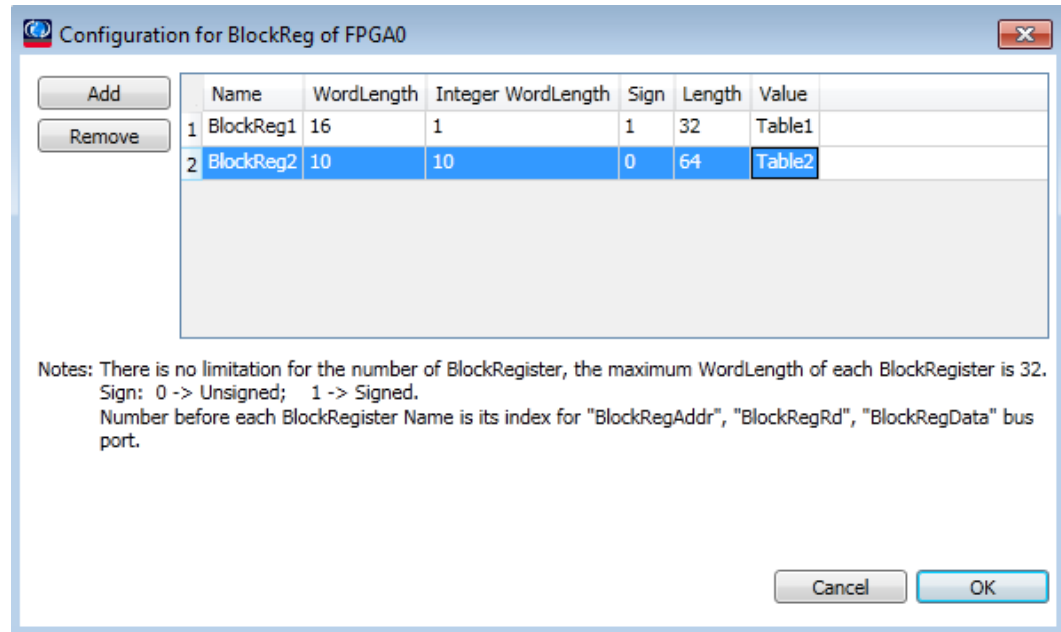 Configuration for BlockReg of FPGA0
Add
Remove
Name WordLength Integer WordLength Sign Length Value
1 BlockReg1 16 1 1 32 Table1
2 BlockReg2 10 10 0 64 Table2
Notes: There is no limitation for the number of BlockRegister, the maximum WordLength of each BlockRegister is 32.
Sign: 0 -> Unsigned; 1 -> Signed.
Number before each BlockRegister Name is its index for "BlockRegAddr", "BlockRegRd", "BlockRegData" bus
port.
Cancel OK